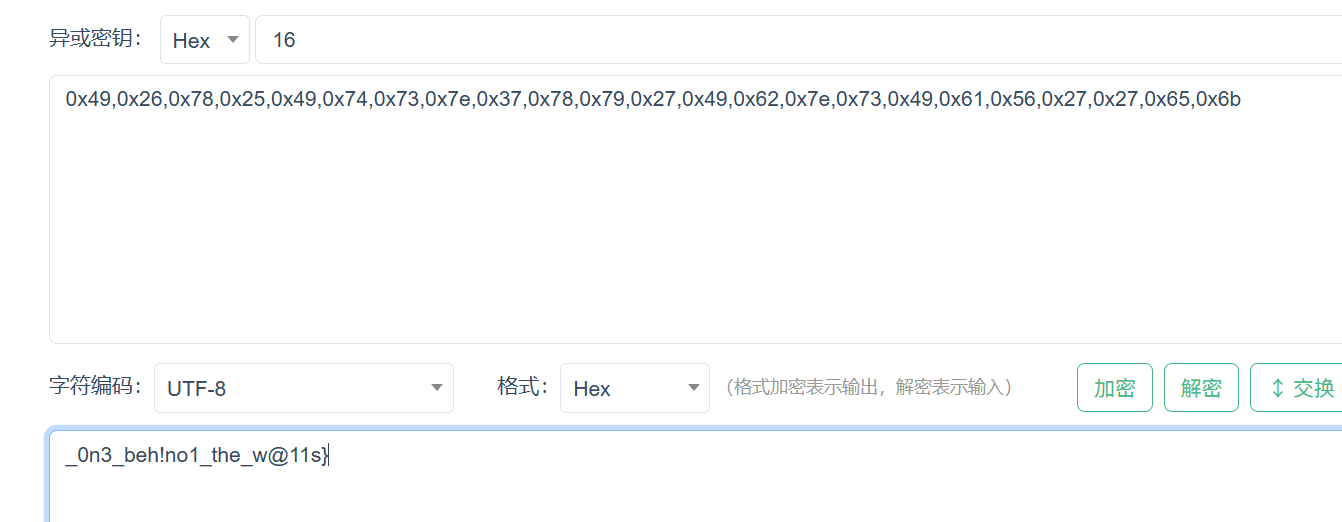 异或密钥： Hex 16
0x49,0x26,0x78,0x25,0x49,0x74,0x73,0x7e,0x37,0x78,0x79,0x27,0x49,0x62,0x7e,0x73,0x49,0x61,0x56,0x27,0x27,0x65,0x6b
字符编码： UTF-8 格式： Hex （格式加密表示输出，解密表示输入） 加密 解密 ↕ 交换
_0n3_beh!no1_the_w@11s}